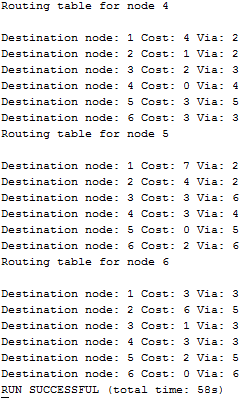 Routing table for node 4
Destination node: 1 Cost: 4 Via: 2
Destination node: 2 Cost: 1 Via: 2
Destination node: 3 Cost: 2 Via: 3
Destination node: 4 Cost: 0 Via: 4
Destination node: 5 Cost: 3 Via: 5
Destination node: 6 Cost: 3 Via: 3
Routing table for node 5
Destination node: 1 Cost: 7 Via: 2
Destination node: 2 Cost: 4 Via: 2
Destination node: 3 Cost: 3 Via: 6
Destination node: 4 Cost: 3 Via: 4
Destination node: 5 Cost: 0 Via: 5
Destination node: 6 Cost: 2 Via: 6
Routing table for node 6
Destination node: 1 Cost: 3 Via: 3
Destination node: 2 Cost: 6 Via: 5
Destination node: 3 Cost: 1 Via: 3
Destination node: 4 Cost: 3 Via: 3
Destination node: 5 Cost: 2 Via: 5
Destination node: 6 Cost: 0 Via: 6
RUN SUCCESSFUL (total time: 58s)